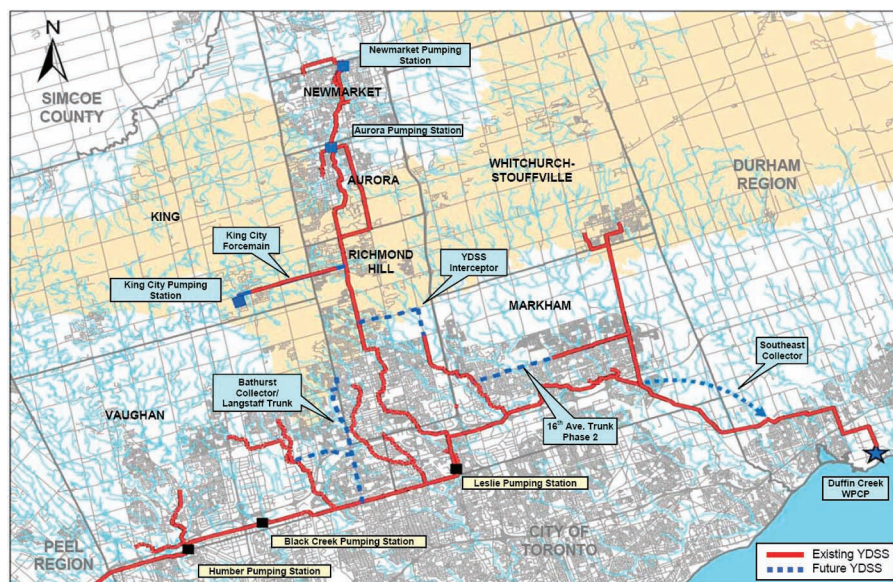 N
Newmarket Pumping
Station
SIMCOE
COUNTY
NEWMARKET
Aurora Pumping Station
WHITCHURCH-
STOUFFVILLE
DURHAM
REGION
AURORA
KING
King City
Forcemain
RICHMOND
HILL
YDSS
Interceptor
King City Pumping
Station
MARKHAM
Southeast
Collector
Bathurst
Collector/
Langstaff Trunk
VAUGHAN
16th Ave. Trunk
Phase 2
Leslie Pumping Station
Duffin Creek
WPCP
PEEL
REGION
Black Creek Pumping Station
CITY OF
TORONTO
Humber Pumping Station
Existing YDSS
Future YDSS